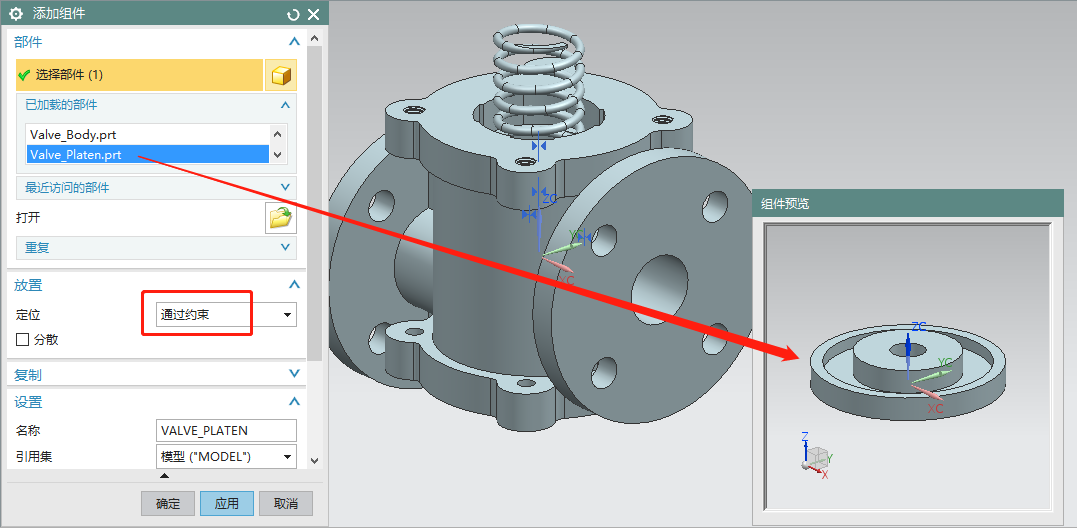 添加组件
部件
选择部件 (1)
已加载的部件
Valve_Body.prt
Valve_Platen.prt
最近访问的部件
打开
重复
放置
定位
通过约束
分散
复制
设置
名称
VALVE_PLATEN
引用集
模型 ("MODEL")
确定
应用
取消
ZC
YC
XC
组件预览
ZC
YC
XC
Z
Y
X